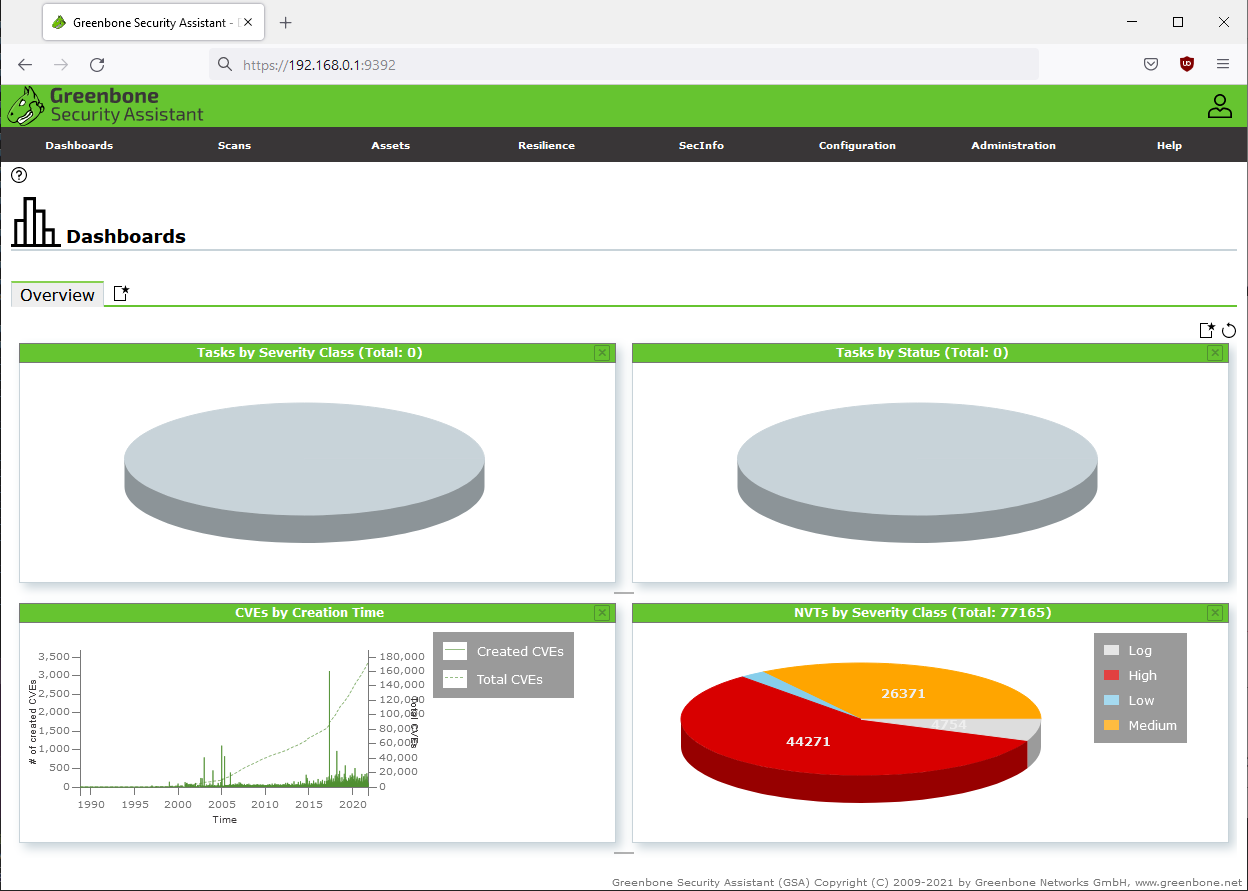 Greenbone Security Assistant -
https://192.168.0.1:9392
Greenbone
Security Assistant
Dashboards Scans Assets Resilience SecInfo Configuration Administration Help
Dashboards
Overview
Tasks by Severity Class (Total: 0)
Tasks by Status (Total: 0)
CVEs by Creation Time
3,500
3,000
2,500
2,000
1,500
1,000
500
0
# of created CVEs
180,000
160,000
140,000
120,000
100,000
80,000
60,000
40,000
20,000
0
Total CVEs
1990 1995 2000 2005 2010 2015 2020
Time
Created CVEs
Total CVEs
NVTs by Severity Class (Total: 77165)
26371
4754
44271
Log
High
Low
Medium
Greenbone Security Assistant (GSA) Copyright (C) 2009-2021 by Greenbone Networks GmbH, www.greenbone.net